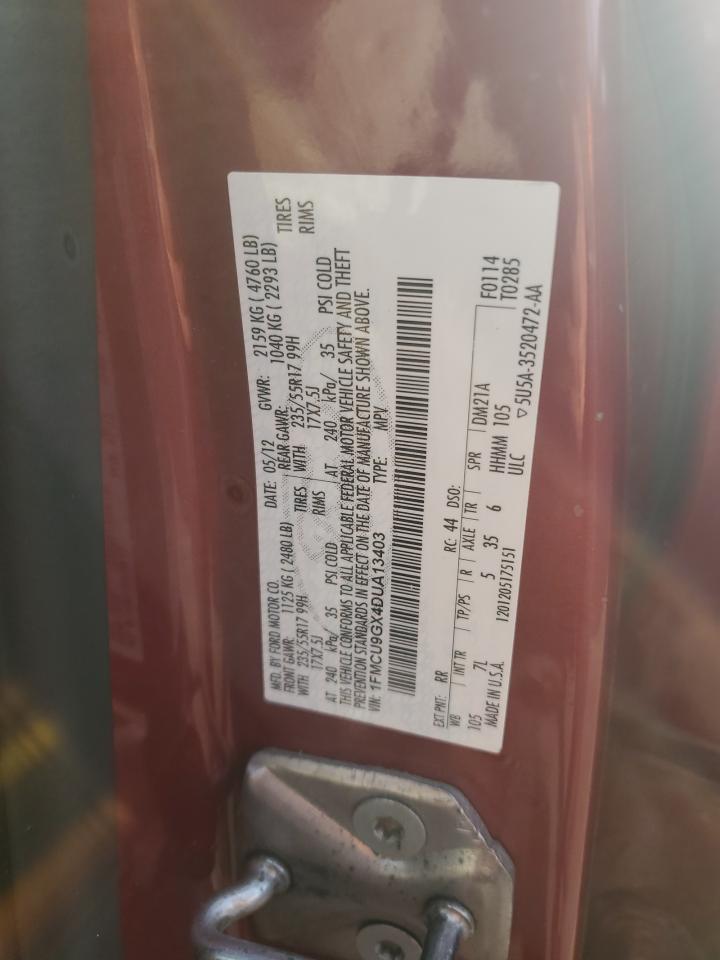 MFD. BY FORD MOTOR CO. DATE: 05/12 GVWR: 2159 KG ( 4760 LB)
FRONT GAWR: 1125 KG ( 2480 LB) REAR GAWR: 1040 KG ( 2293 LB)
WITH 235/55R17 99H TIRES WITH 235/55R17 99H TIRES
17X7.5J RIMS 17X7.5J RIMS
AT 240 kPa/ 35 PSI COLD AT 240 kPa/ 35 PSI COLD
THIS VEHICLE CONFORMS TO ALL APPLICABLE FEDERAL MOTOR VEHICLE SAFETY AND THEFT
PREVENTION STANDARDS IN EFFECT ON THE DATE OF MANUFACTURE SHOWN ABOVE.
VIN: 1FMCU9GX4DUA13403 TYPE: MPV
EXT PNT: RR RC: 44 DSO: F0114
WB INT TR TP/PS R AXLE TR SPR DM21A T0285
105 7L 5 35 6 HHMM 105
MADE IN U.S.A. 1201205175151 ULC ▽5U5A-3520472-AA